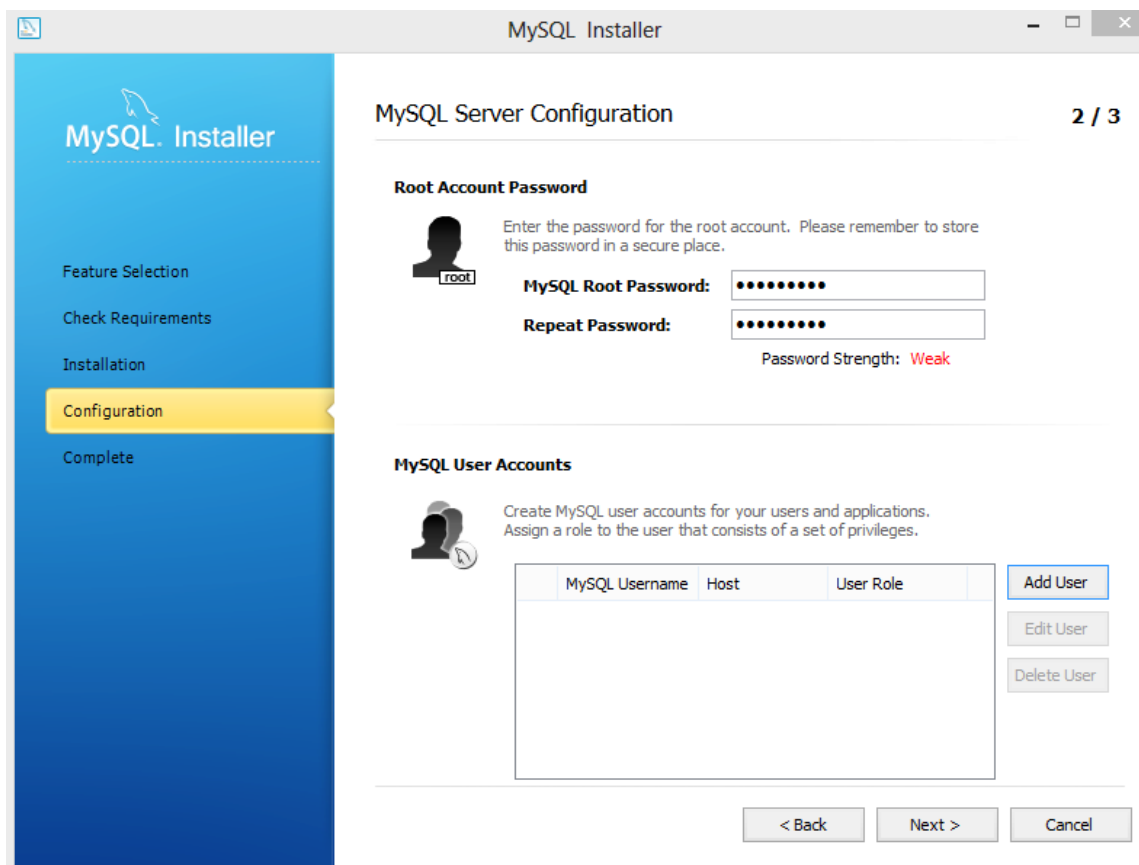 MySQL Installer
MySQL. Installer
Feature Selection
Check Requirements
Installation
Configuration
Complete
MySQL Server Configuration
2 / 3
Root Account Password
Enter the password for the root account. Please remember to store
this password in a secure place.
root
MySQL Root Password: •••••••••
Repeat Password: •••••••••
Password Strength: Weak
MySQL User Accounts
Create MySQL user accounts for your users and applications.
Assign a role to the user that consists of a set of privileges.
MySQL Username Host User Role
Add User
Edit User
Delete User
< Back Next > Cancel